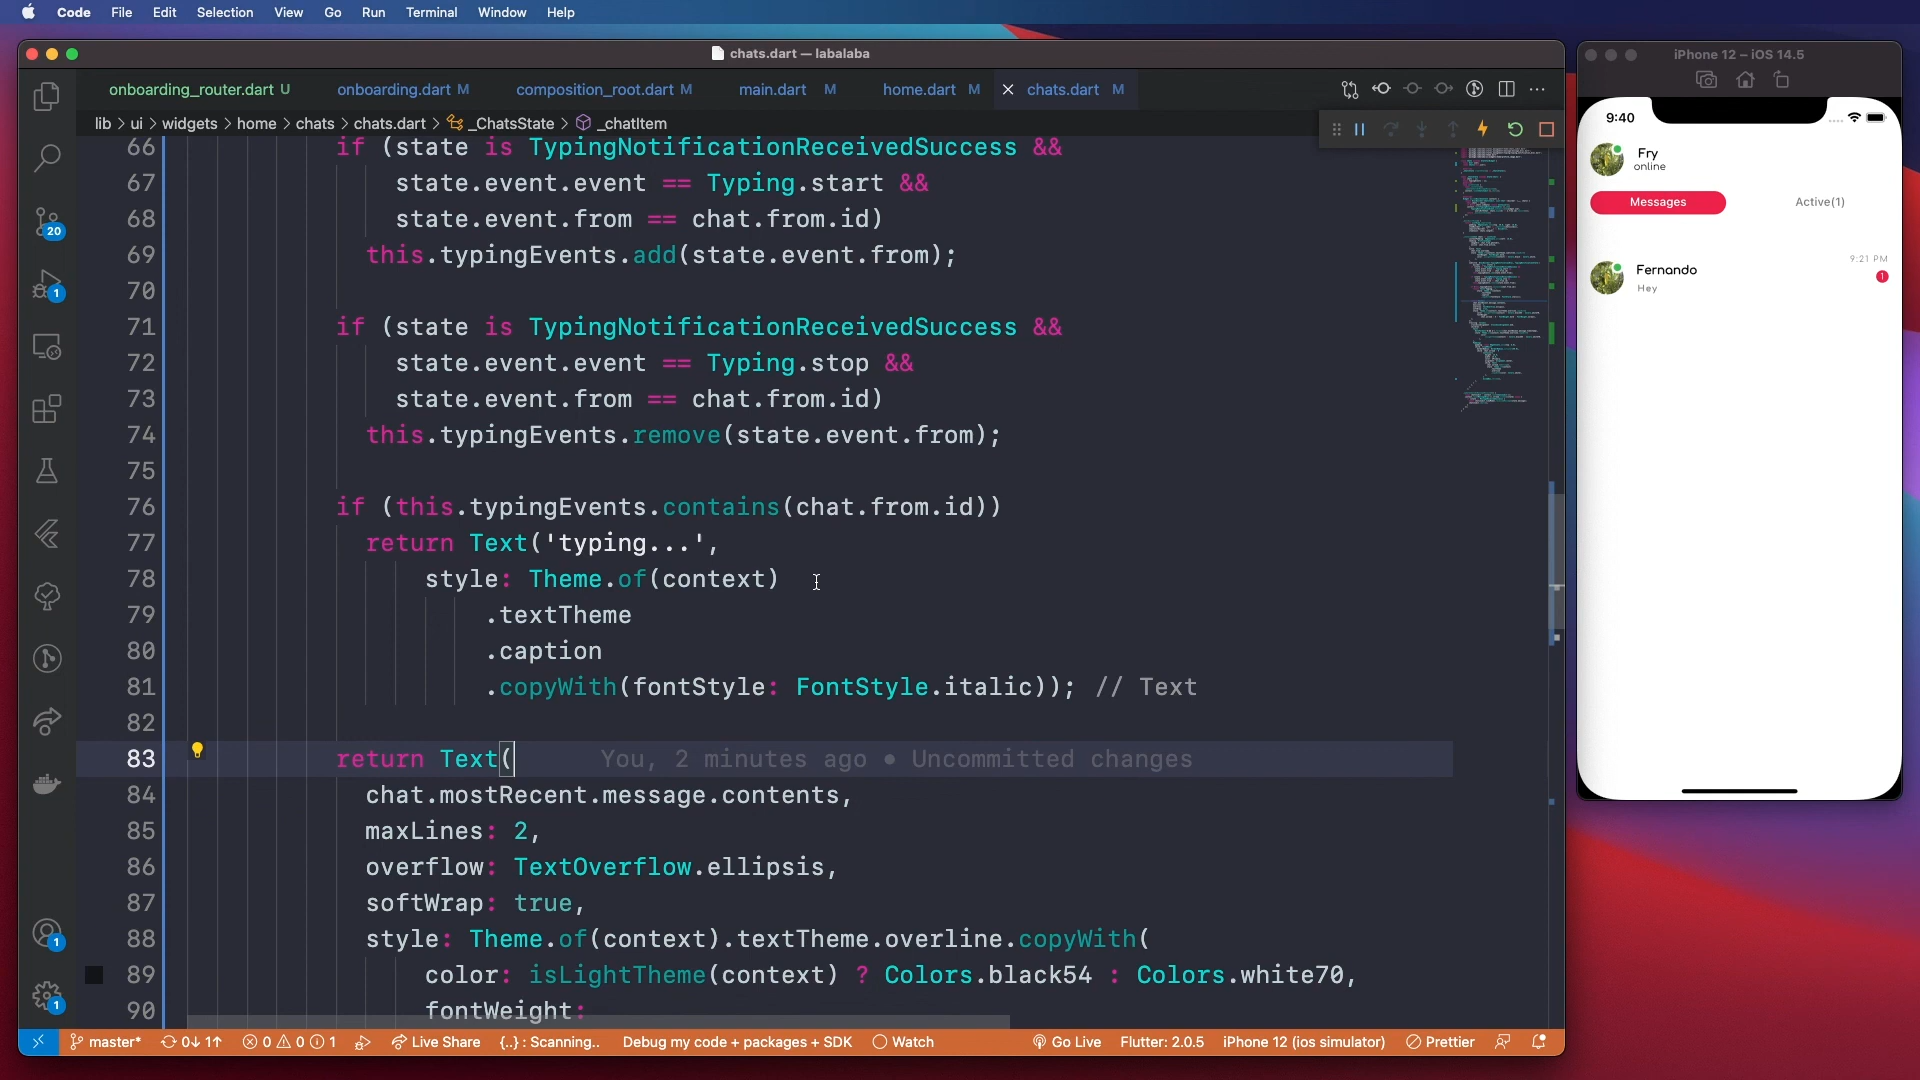 Code File Edit Selection View Go Run Terminal Window Help
chats.dart — labalaba
onboarding_router.dart U onboarding.dart M composition_root.dart M main.dart M home.dart M chats.dart M
lib > ui > widgets > home > chats > chats.dart > _ChatsState > _chatItem
66 if (state is TypingNotificationReceivedSuccess &&
67 state.event.event == Typing.start &&
68 state.event.from == chat.from.id)
69 this.typingEvents.add(state.event.from);
70
71 if (state is TypingNotificationReceivedSuccess &&
72 state.event.event == Typing.stop &&
73 state.event.from == chat.from.id)
74 this.typingEvents.remove(state.event.from);
75
76 if (this.typingEvents.contains(chat.from.id))
77 return Text('typing...',
78 style: Theme.of(context)
79 .textTheme
80 .caption
81 .copyWith(fontStyle: FontStyle.italic)); // Text
82
83 return Text( You, 2 minutes ago • Uncommitted changes
84 chat.mostRecent.message.contents,
85 maxLines: 2,
86 overflow: TextOverflow.ellipsis,
87 softWrap: true,
88 style: Theme.of(context).textTheme.overline.copyWith(
89 color: isLightTheme(context) ? Colors.black54 : Colors.white70,
90 fontWeight:
20
1
1
1
master* 0↓ 1↑ 0 0 1 Live Share {..} : Scanning.. Debug my code + packages + SDK Watch Go Live Flutter: 2.0.5 iPhone 12 (ios simulator) Prettier
iPhone 12 – iOS 14.5
9:40
Fry
online
Messages Active(1)
9:21 PM
Fernando 1
Hey